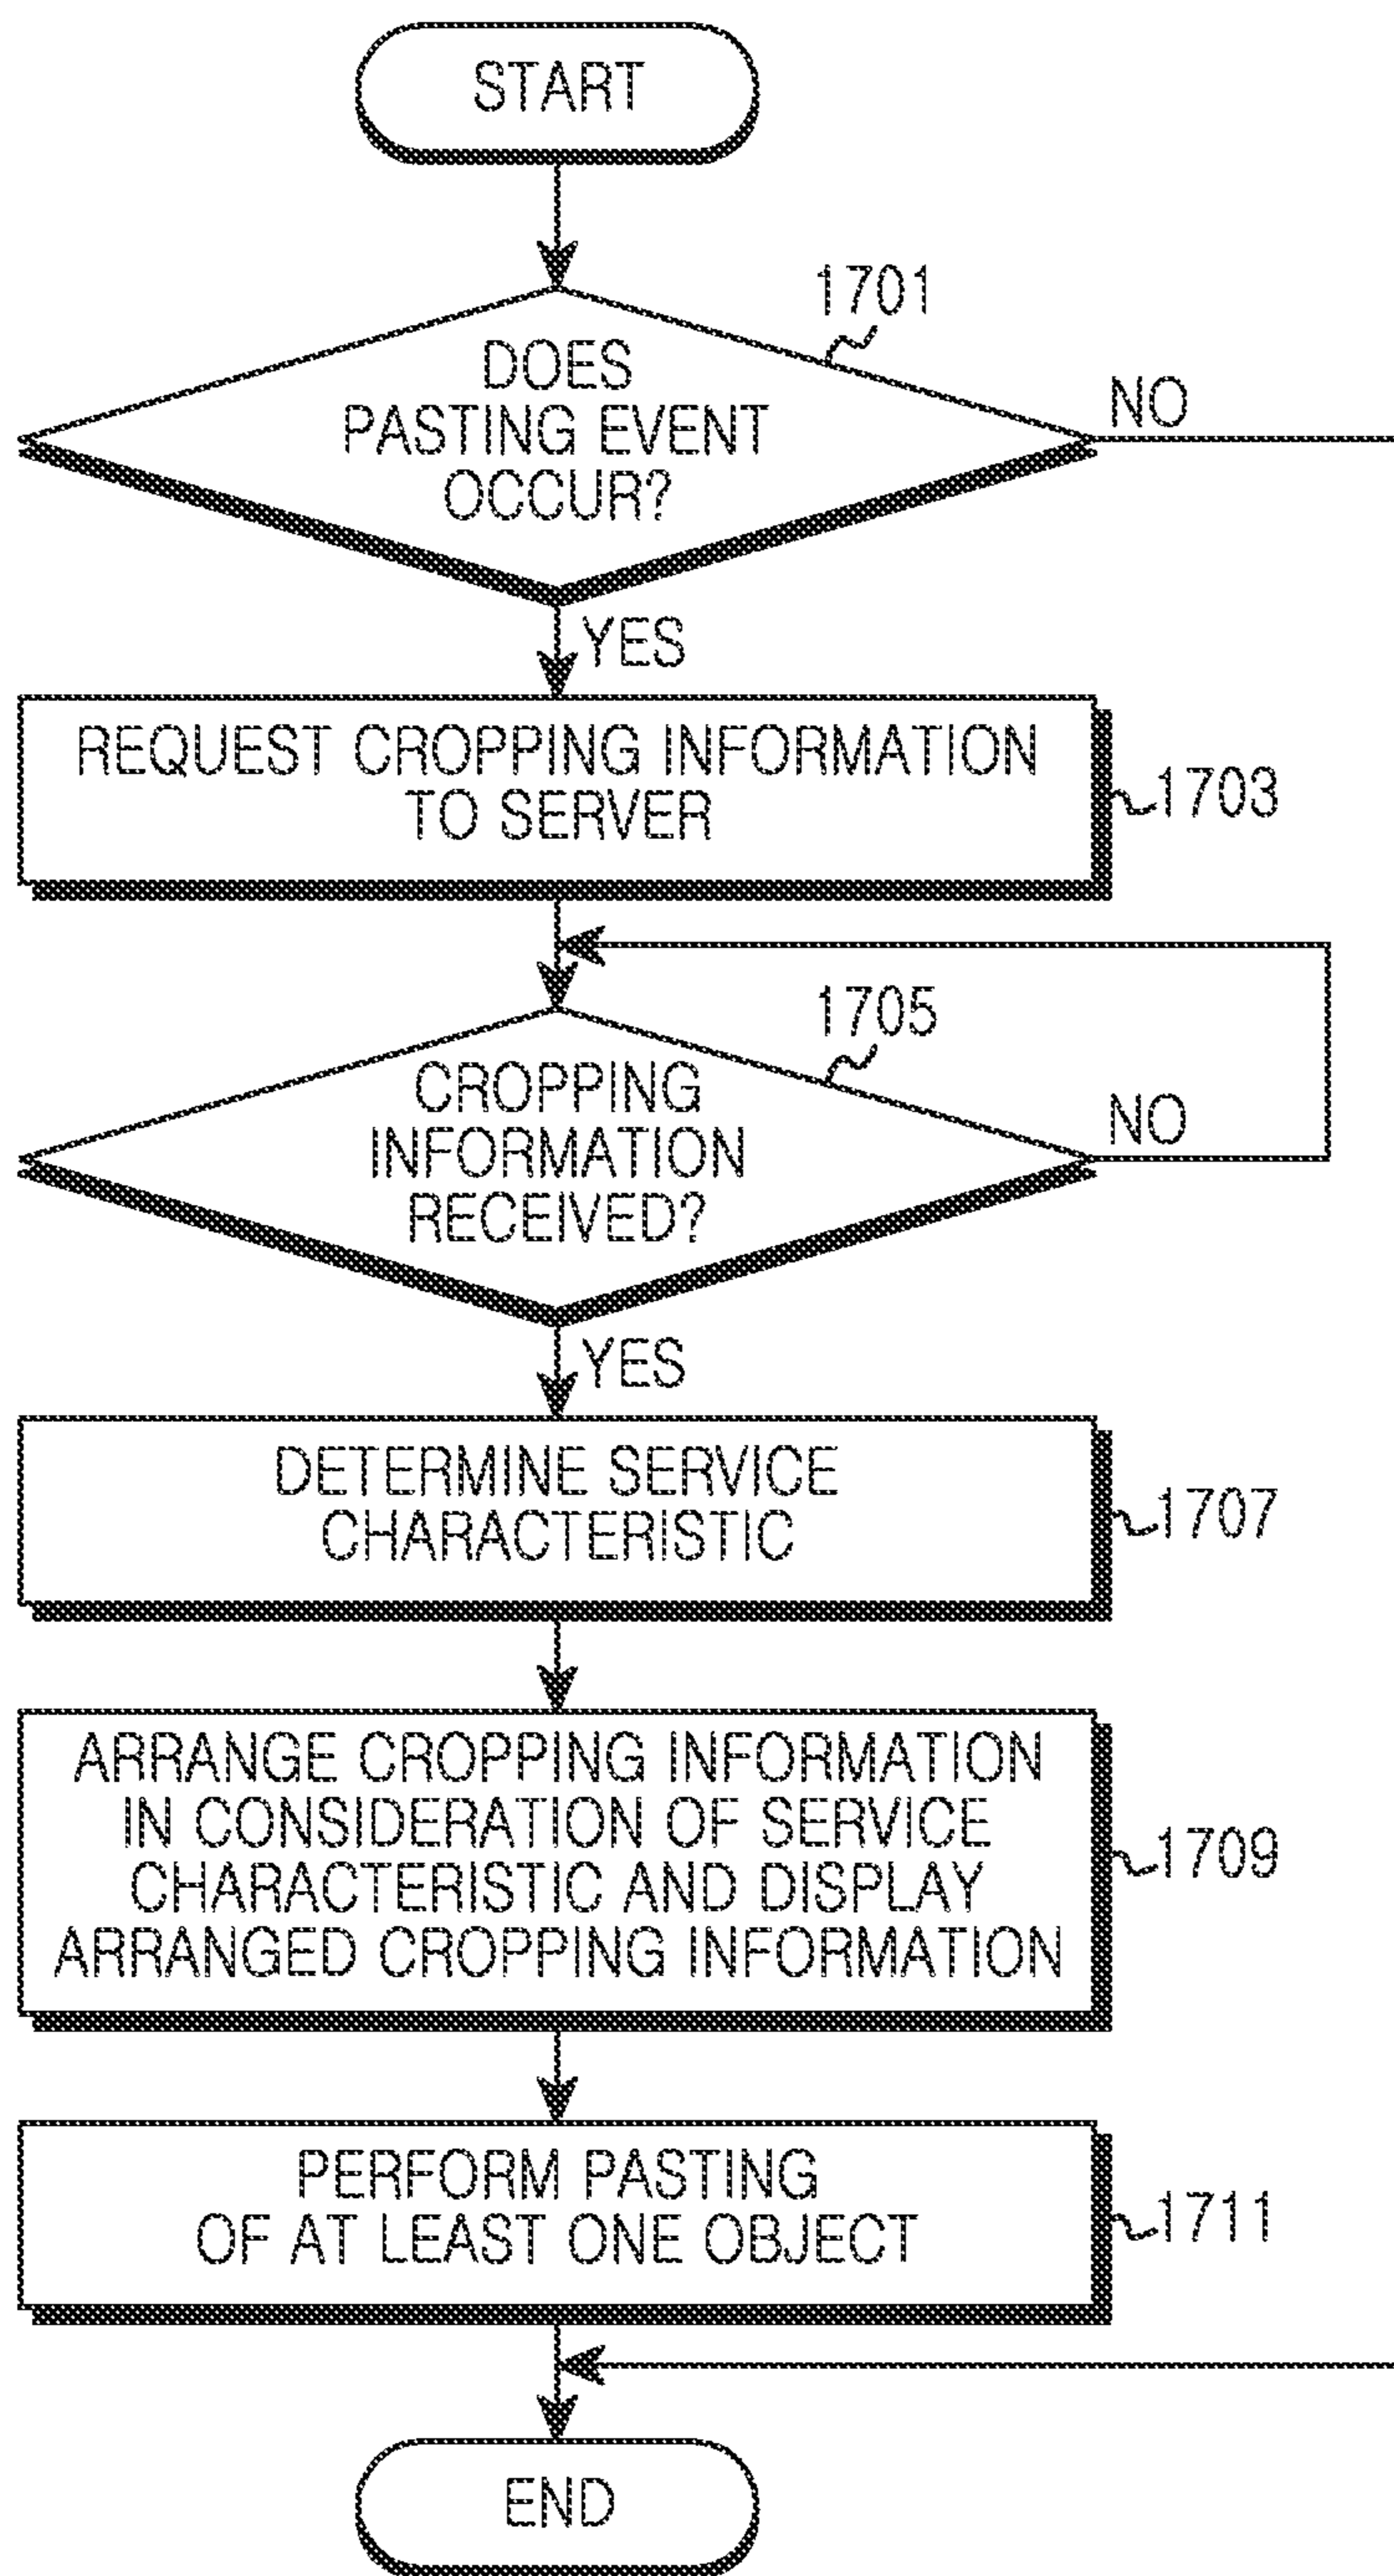 START
1701
DOES
PASTING EVENT
OCCUR?
NO
YES
REQUEST CROPPING INFORMATION
TO SERVER
1703
1705
CROPPING
INFORMATION
RECEIVED?
NO
YES
DETERMINE SERVICE
CHARACTERISTIC
1707
ARRANGE CROPPING INFORMATION
IN CONSIDERATION OF SERVICE
CHARACTERISTIC AND DISPLAY
ARRANGED CROPPING INFORMATION
1709
PERFORM PASTING
OF AT LEAST ONE OBJECT
1711
END